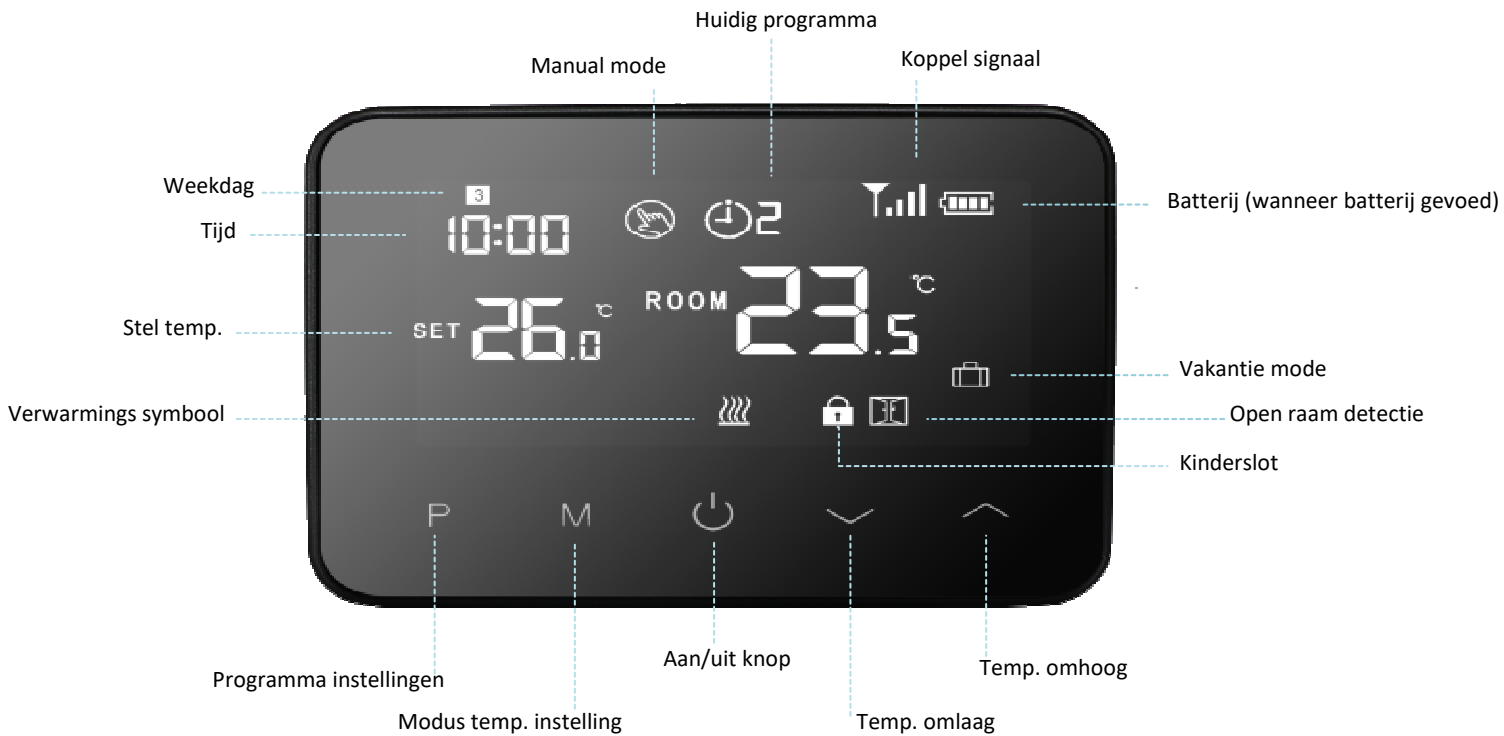 Huidig programma
Manual mode
Koppel signaal
Weekdag
3
Batterij (wanneer batterij gevoed)
Tijd
10:00
2
SET 26.0 °C
ROOM 23.5 °C
Stel temp.
Vakantie mode
Verwarmings symbool
Open raam detectie
Kinderslot
P M
Aan/uit knop
Temp. omhoog
Programma instellingen
Modus temp. instelling
Temp. omlaag